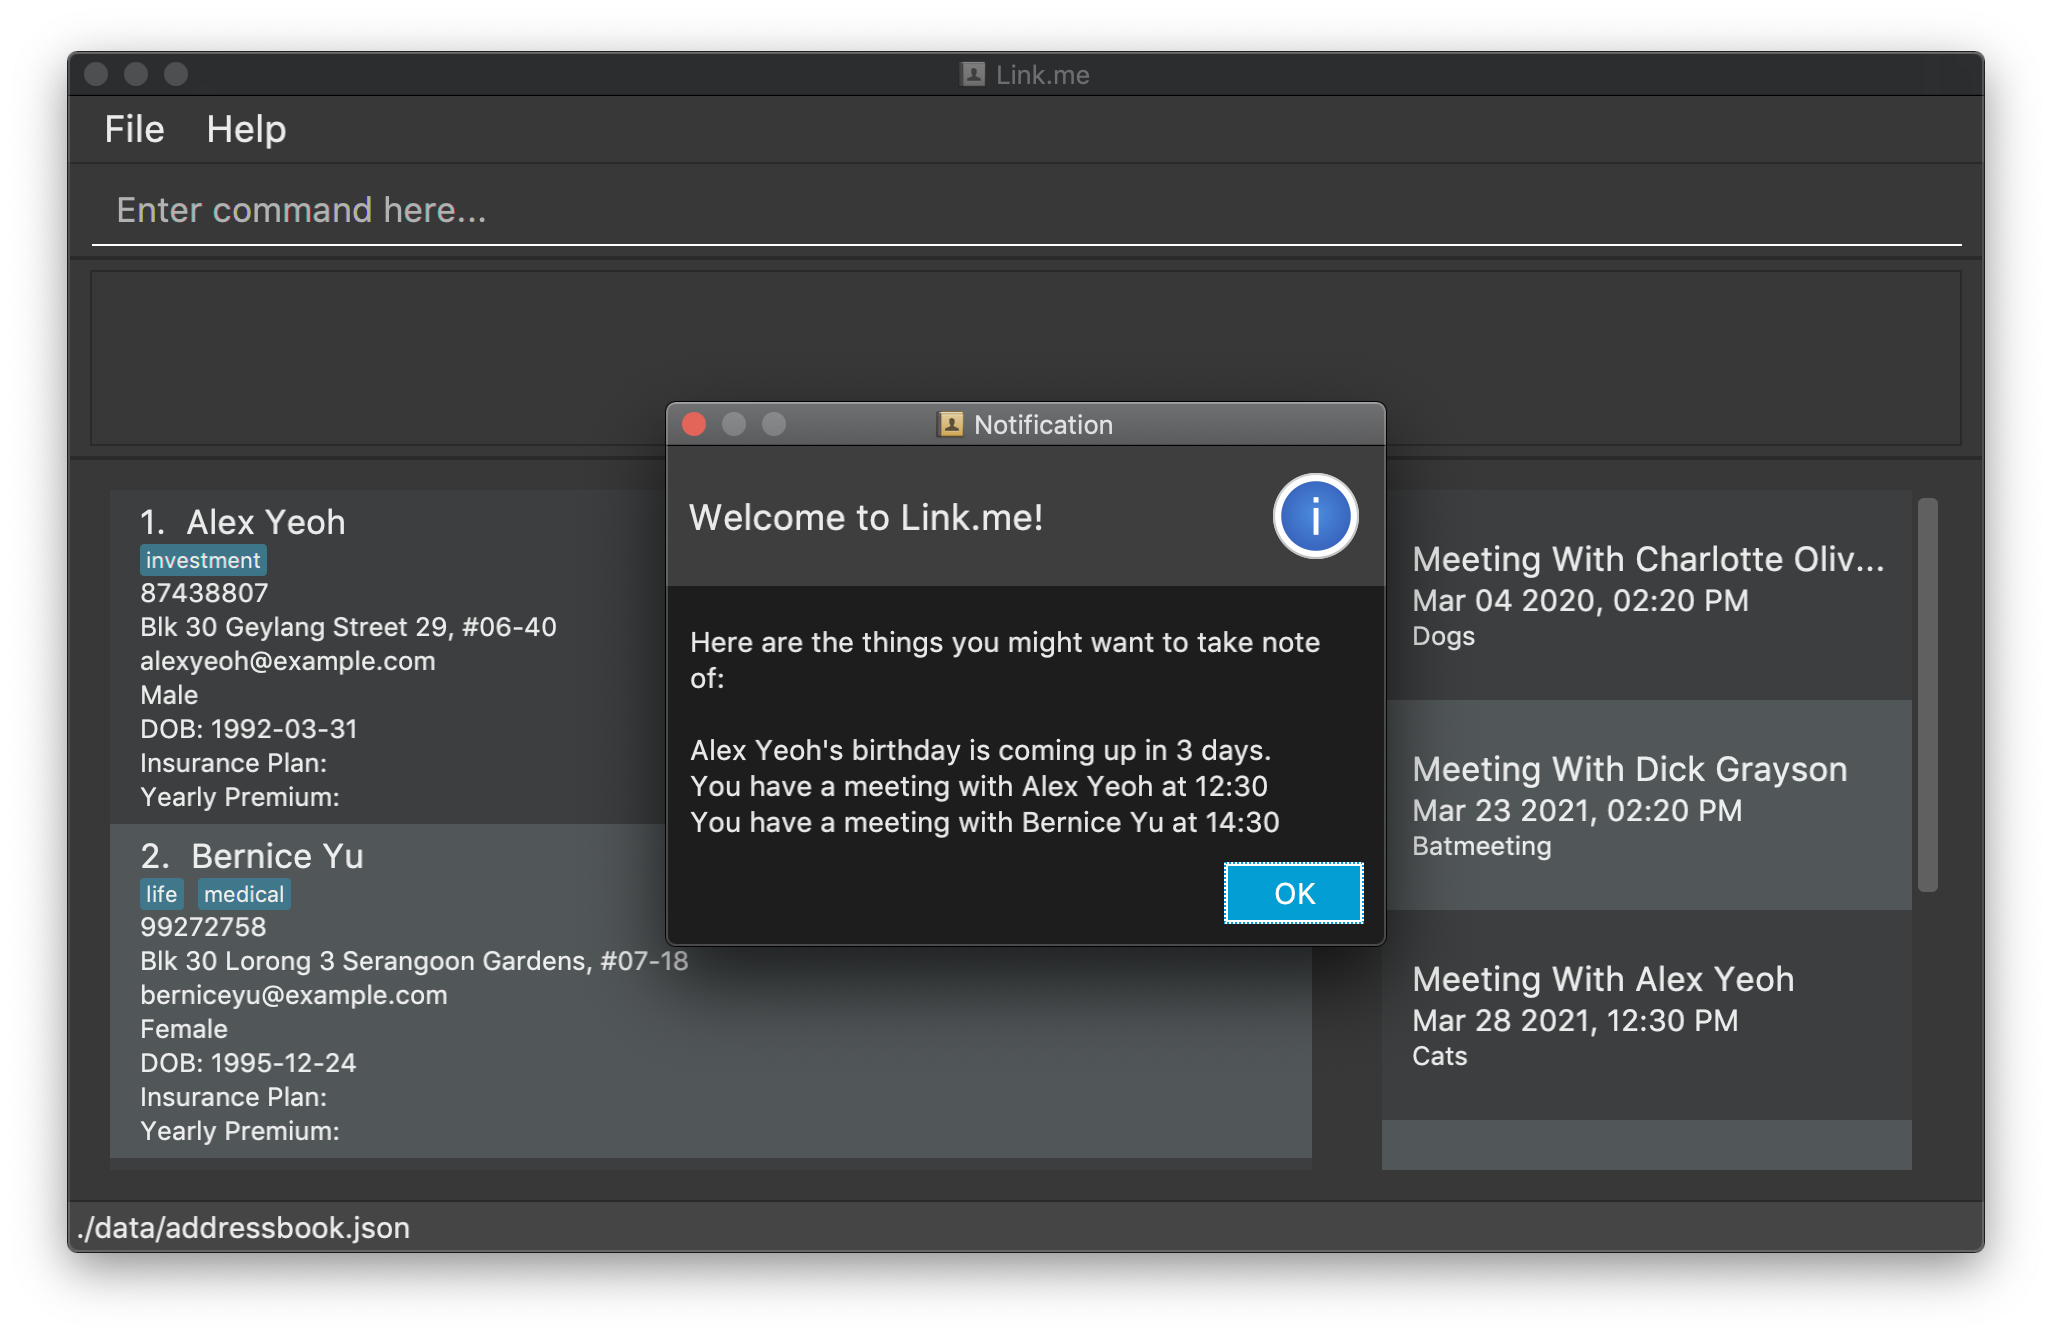 Link.me
File Help
Enter command here...
Notification
Welcome to Link.me!
i
Here are the things you might want to take note
of:
Alex Yeoh's birthday is coming up in 3 days.
You have a meeting with Alex Yeoh at 12:30
You have a meeting with Bernice Yu at 14:30
OK
1. Alex Yeoh
investment
87438807
Blk 30 Geylang Street 29, #06-40
alexyeoh@example.com
Male
DOB: 1992-03-31
Insurance Plan:
Yearly Premium:
2. Bernice Yu
life medical
99272758
Blk 30 Lorong 3 Serangoon Gardens, #07-18
berniceyu@example.com
Female
DOB: 1995-12-24
Insurance Plan:
Yearly Premium:
Meeting With Charlotte Oliv...
Mar 04 2020, 02:20 PM
Dogs
Meeting With Dick Grayson
Mar 23 2021, 02:20 PM
Batmeeting
Meeting With Alex Yeoh
Mar 28 2021, 12:30 PM
Cats
./data/addressbook.json